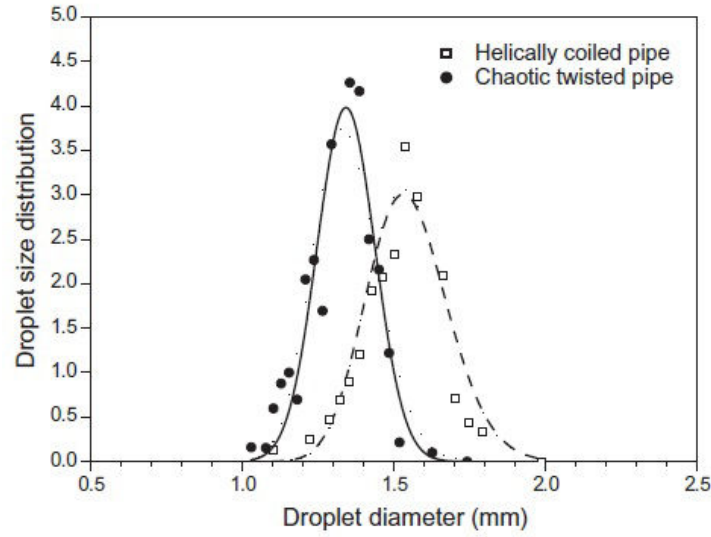 5.0
4.5
4.0
3.5
3.0
2.5
2.0
1.5
1.0
0.5
0.0
Droplet size distribution
Helically coiled pipe
Chaotic twisted pipe
0.5 1.0 1.5 2.0 2.5
Droplet diameter (mm)